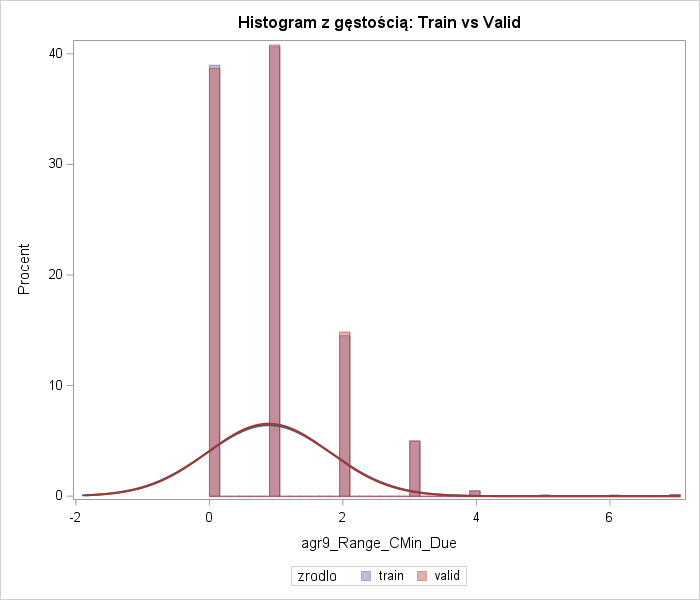 Histogram z gęstością: Train vs Valid
40
30
20
10
0
Procent
-2 0 2 4 6
agr9_Range_CMin_Due
zrodlo train valid